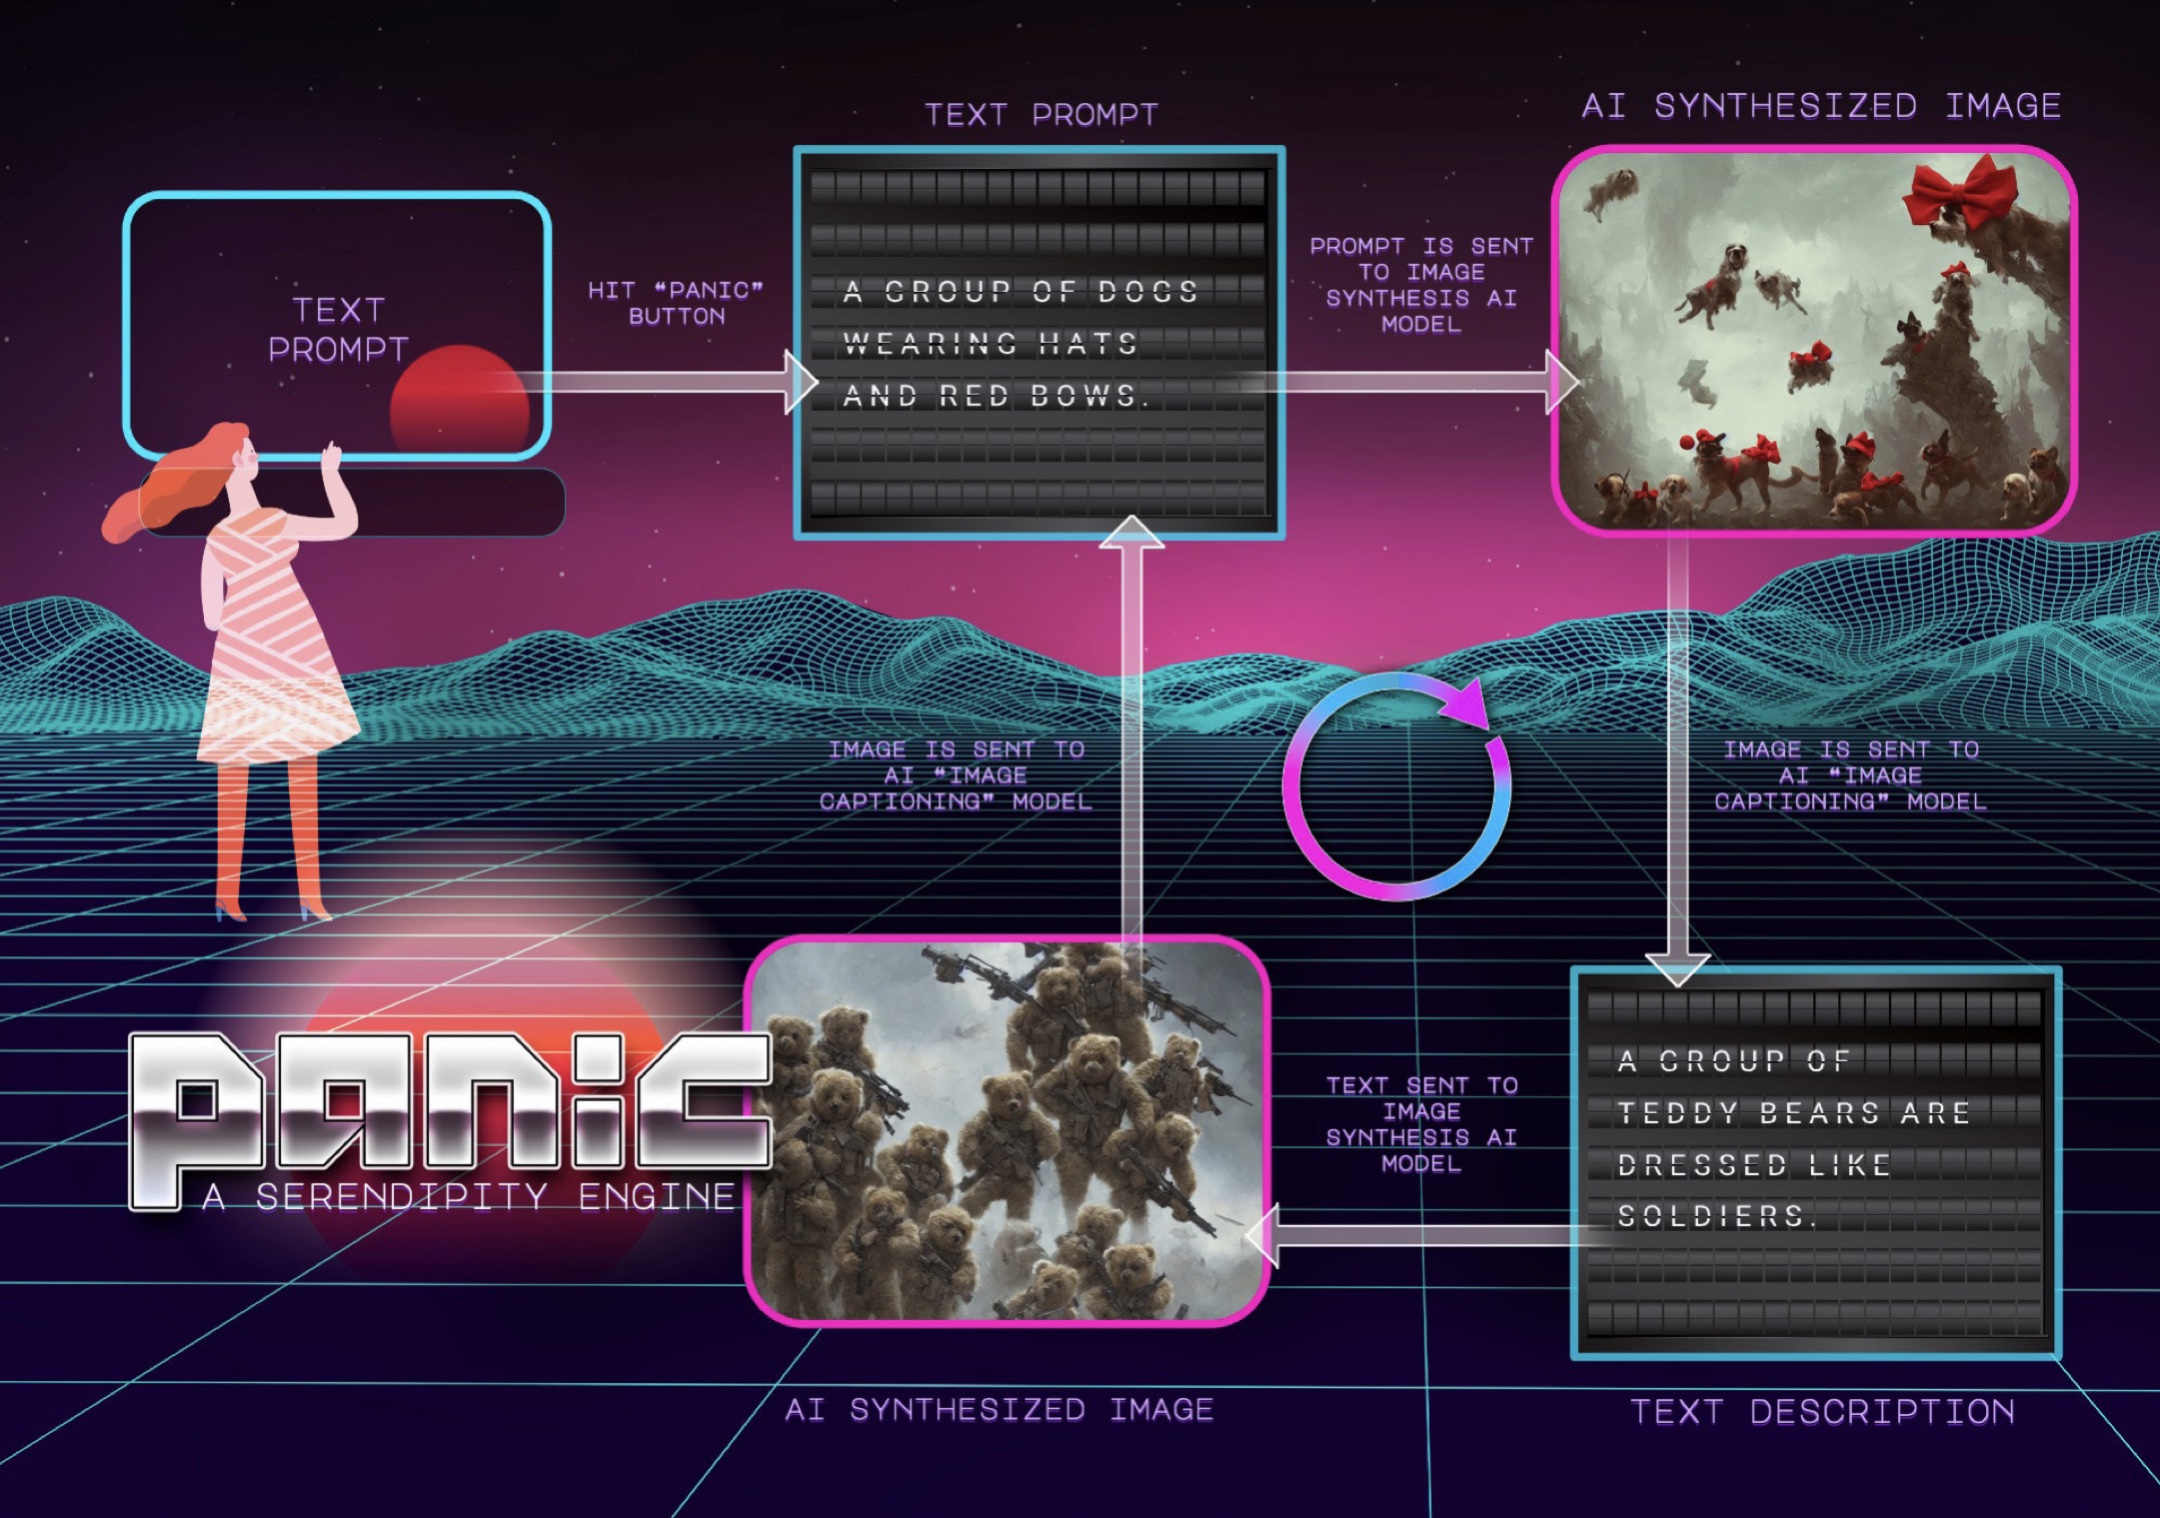 TEXT PROMPT
AI SYNTHESIZED IMAGE
TEXT
PROMPT
HIT “PANIC”
BUTTON
A GROUP OF DOGS
WEARING HATS
AND RED BOWS.
PROMPT IS SENT
TO IMAGE
SYNTHESIS AI
MODEL
IMAGE IS SENT TO
AI “IMAGE
CAPTIONING” MODEL
IMAGE IS SENT TO
AI “IMAGE
CAPTIONING” MODEL
panic
A SERENDIPITY ENGINE
TEXT SENT TO
IMAGE
SYNTHESIS AI
MODEL
A GROUP OF
TEDDY BEARS ARE
DRESSED LIKE
SOLDIERS.
AI SYNTHESIZED IMAGE
TEXT DESCRIPTION